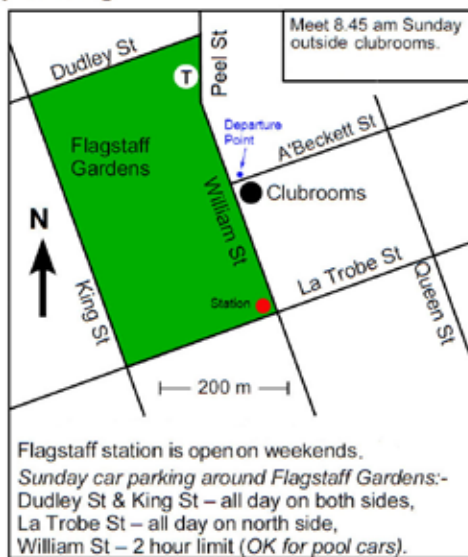 Meet 8.45 am Sunday
outside clubrooms.
Dudley St
Peel St
T
Departure
Point
A'Beckett St
Flagstaff
Gardens
William St
Clubrooms
N
King St
La Trobe St
Queen St
Station
200 m
Flagstaff station is open on weekends.
Sunday car parking around Flagstaff Gardens:-
Dudley St & King St – all day on both sides,
La Trobe St – all day on north side,
William St – 2 hour limit (OK for pool cars).